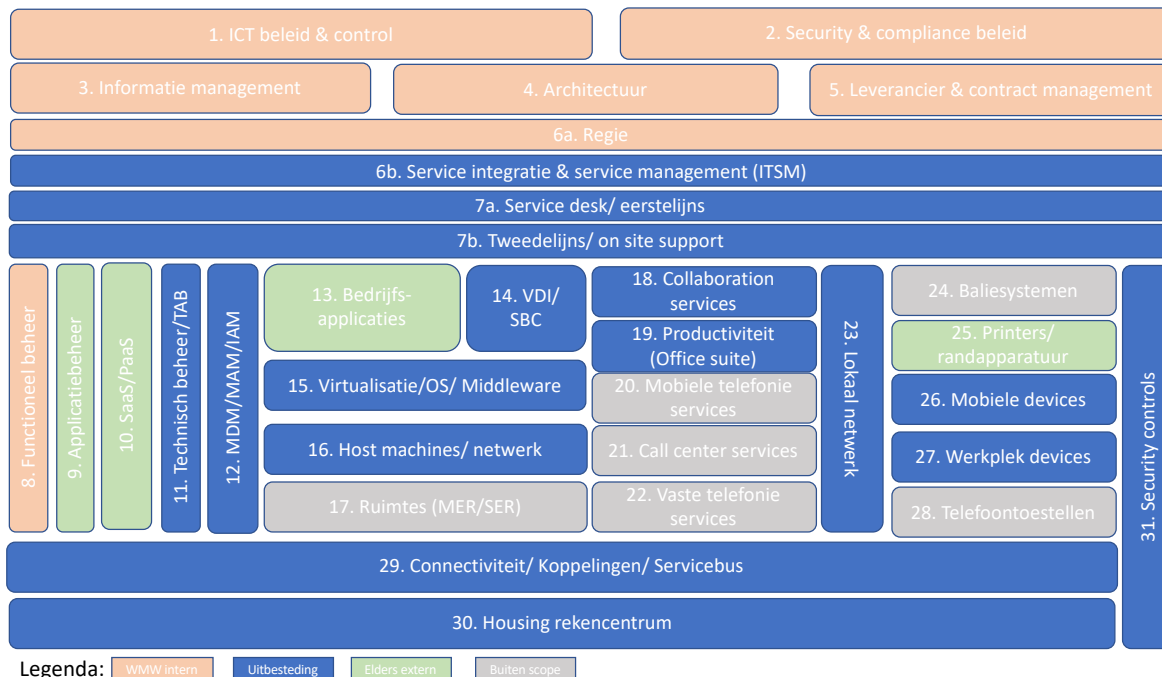 1. ICT beleid & control
2. Security & compliance beleid
3. Informatie management
4. Architectuur
5. Leverancier & contract management
6a. Regie
6b. Service integratie & service management (ITSM)
7a. Service desk/ eerstelijns
7b. Tweedelijns/ on site support
8. Functioneel beheer
9. Applicatiebeheer
10. SaaS/PaaS
11. Technisch beheer/TAB
12. MDM/MAM/IAM
13. Bedrijfs-
applicaties
14. VDI/
SBC
15. Virtualisatie/OS/ Middleware
16. Host machines/ netwerk
17. Ruimtes (MER/SER)
18. Collaboration
services
19. Productiviteit
(Office suite)
20. Mobiele telefonie
services
21. Call center services
22. Vaste telefonie
services
23. Lokaal netwerk
24. Baliesystemen
25. Printers/
randapparatuur
26. Mobiele devices
27. Werkplek devices
28. Telefoontoestellen
29. Connectiviteit/ Koppelingen/ Servicebus
30. Housing rekencentrum
31. Security controls
Legenda:
WMW intern
Uitbesteding
Elders extern
Buiten scope